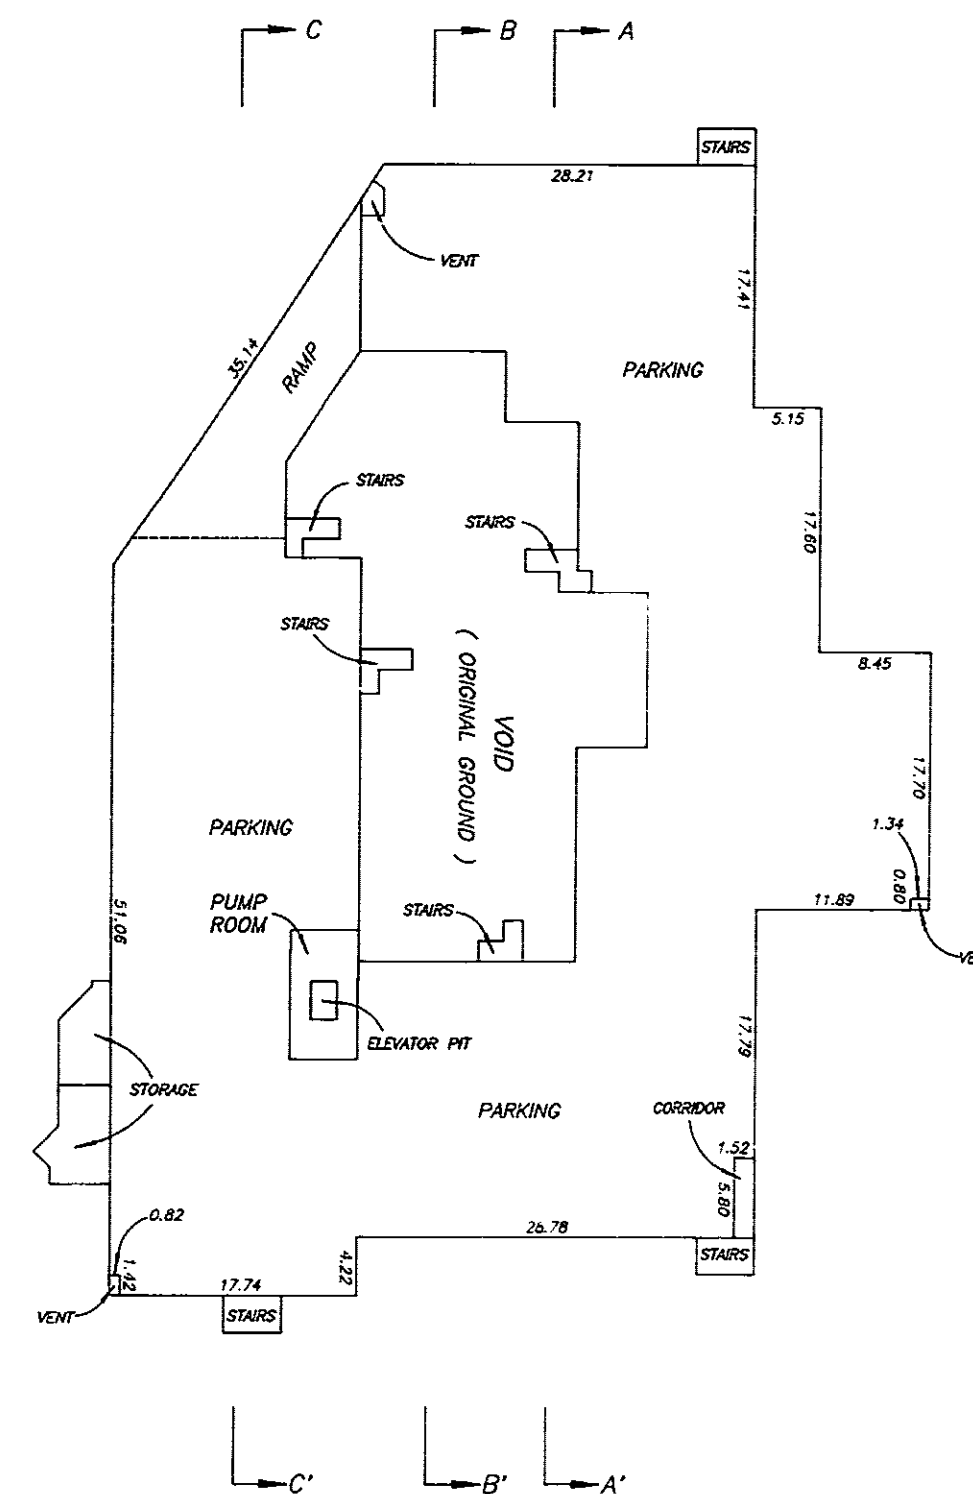 C
B
A
STAIRS
28.21
VENT
17.41
35.14
RAMP
PARKING
5.15
STAIRS
STAIRS
17.60
STAIRS
VOID
( ORIGINAL GROUND )
8.45
17.70
PARKING
1.34
0.80
11.89
PUMP
ROOM
STAIRS
51.06
ELEVATOR PIT
17.79
STORAGE
PARKING
CORRIDOR
1.52
5.80
0.82
26.78
STAIRS
4.22
1.42
17.74
VENT
STAIRS
C'
B'
A'